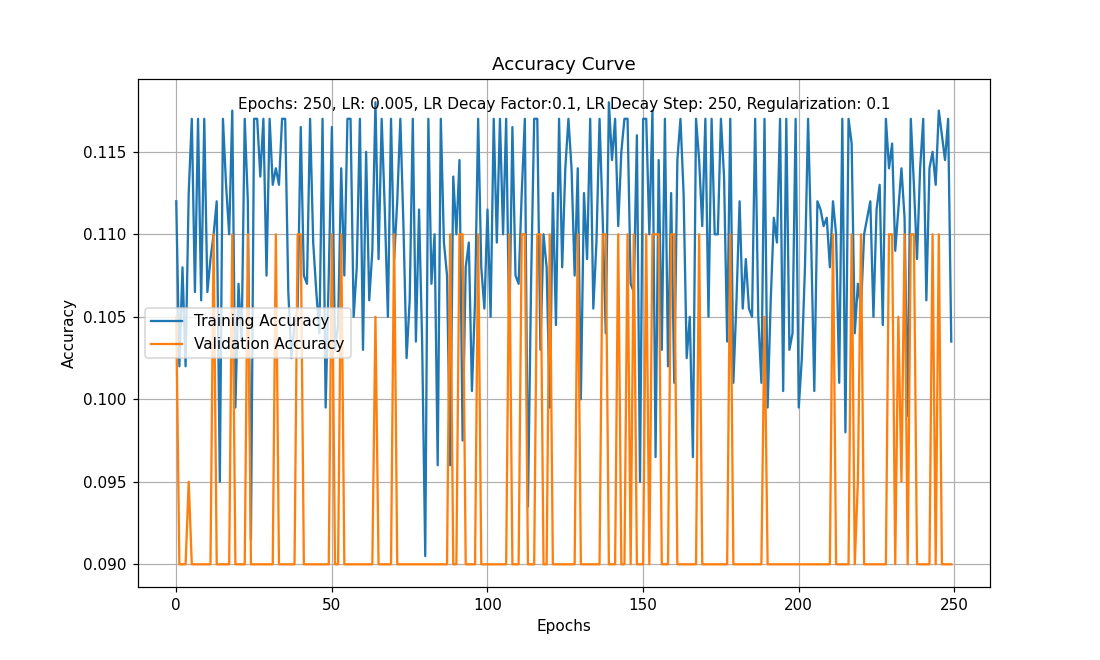 Accuracy Curve
Epochs: 250, LR: 0.005, LR Decay Factor:0.1, LR Decay Step: 250, Regularization: 0.1
0.115
0.110
0.105
0.100
0.095
0.090
Accuracy
Training Accuracy
Validation Accuracy
0 50 100 150 200 250
Epochs